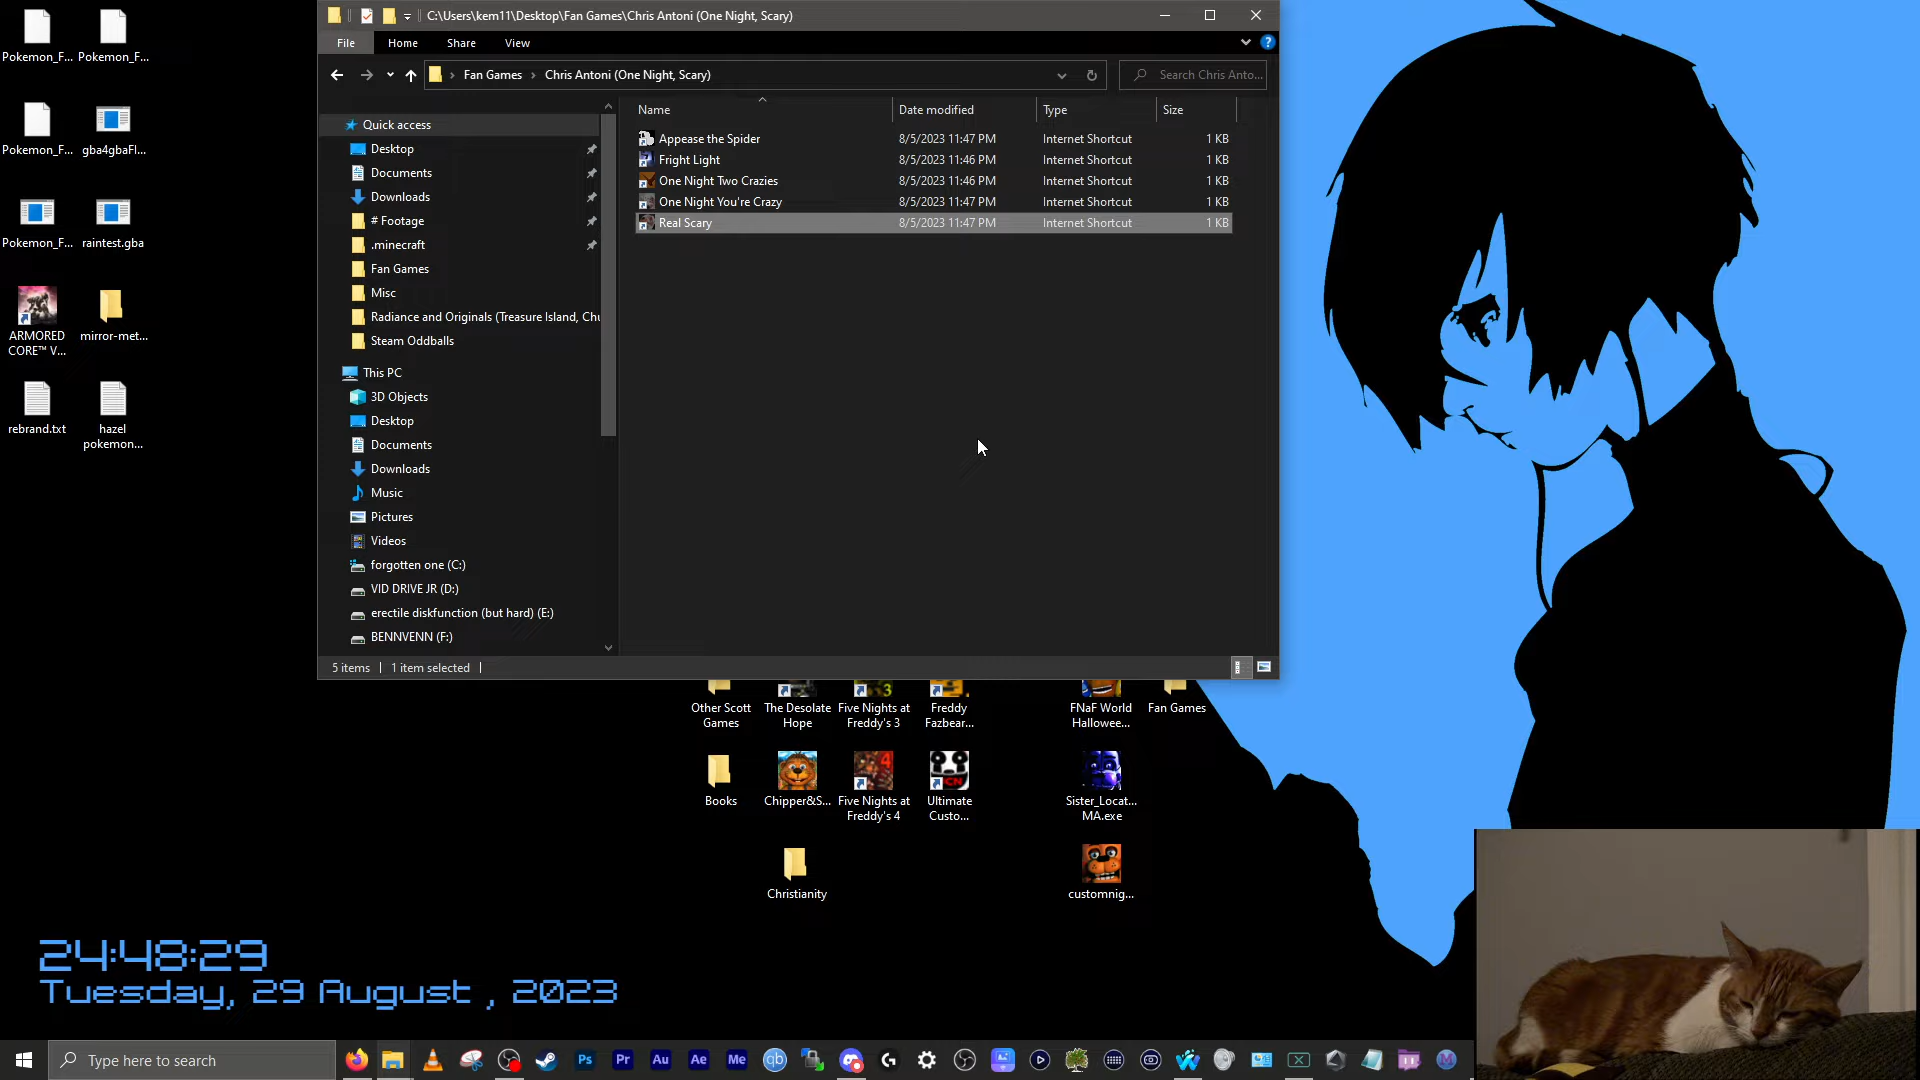 C:\Users\kem11\Desktop\Fan Games\Chris Antoni (One Night, Scary)
File
Home
Share
View
Fan Games
Chris Antoni (One Night, Scary)
Search Chris Anto...
Name
Date modified
Type
Size
Appease the Spider
8/5/2023 11:47 PM
Internet Shortcut
1 KB
Fright Light
8/5/2023 11:46 PM
Internet Shortcut
1 KB
One Night Two Crazies
8/5/2023 11:46 PM
Internet Shortcut
1 KB
One Night You're Crazy
8/5/2023 11:47 PM
Internet Shortcut
1 KB
Real Scary
8/5/2023 11:47 PM
Internet Shortcut
1 KB
Quick access
Desktop
Documents
Downloads
# Footage
.minecraft
Fan Games
Misc
Radiance and Originals (Treasure Island, Chu
Steam Oddballs
This PC
3D Objects
Desktop
Documents
Downloads
Music
Pictures
Videos
forgotten one (C:)
VID DRIVE JR (D:)
erectile diskfunction (but hard) (E:)
BENNVENN (F:)
5 items
1 item selected
Pokemon_F...
Pokemon_F...
Pokemon_F...
gba4gbaFl...
Pokemon_F...
raintest.gba
ARMORED
CORE™ V...
mirror-met...
rebrand.txt
hazel
pokemon...
Other Scott
Games
The Desolate
Hope
3
Five Nights at
Freddy's 3
Freddy
Fazbear...
FNaF World
Hallowee...
Fan Games
Books
Chipper&S...
4
Five Nights at
Freddy's 4
CN
Ultimate
Custo...
Sister_Locat...
MA.exe
Christianity
customnig...
24:48:29
Tuesday, 29 August , 2023
Type here to search
Ps
Pr
Au
Ae
Me
qb